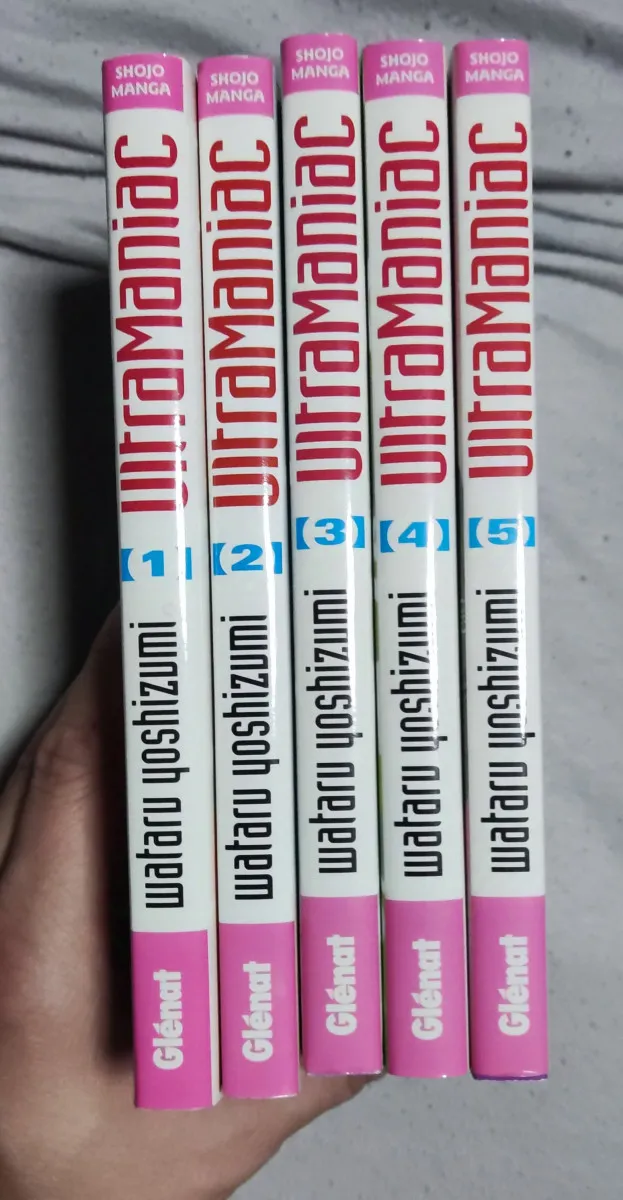 SHOJO
MANGA
UltraManiac
【1】
wataru yoshizumi
Glénat
SHOJO
MANGA
UltraManiac
【2】
wataru yoshizumi
Glénat
SHOJO
MANGA
UltraManiac
【3】
wataru yoshizumi
Glénat
SHOJO
MANGA
UltraManiac
【4】
wataru yoshizumi
Glénat
SHOJO
MANGA
UltraManiac
【5】
wataru yoshizumi
Glénat